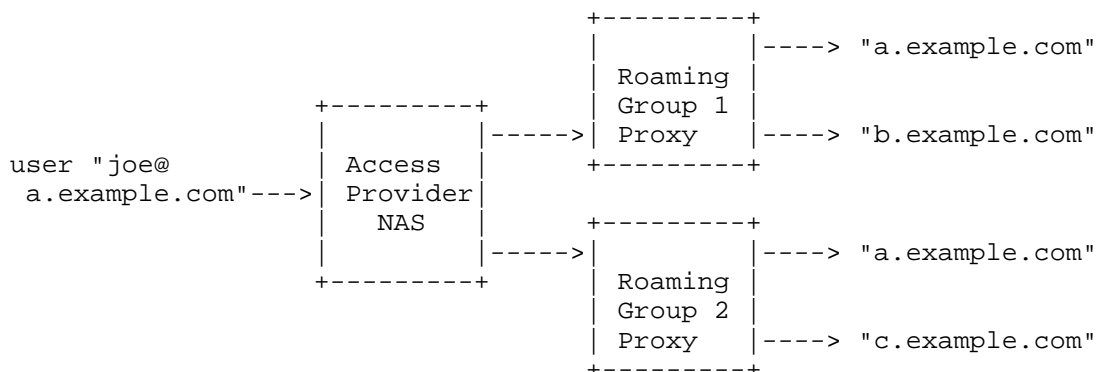 +---------+
|         |----> "a.example.com"
| Roaming |
+---------+ | Group 1 |
|         |----->| Proxy   |----> "b.example.com"
user "joe@ | Access  | +---------+
a.example.com"--->| Provider|
|   NAS   | +---------+
|         |----->|         |----> "a.example.com"
+---------+ | Roaming |
| Group 2 |
| Proxy   |----> "c.example.com"
+---------+